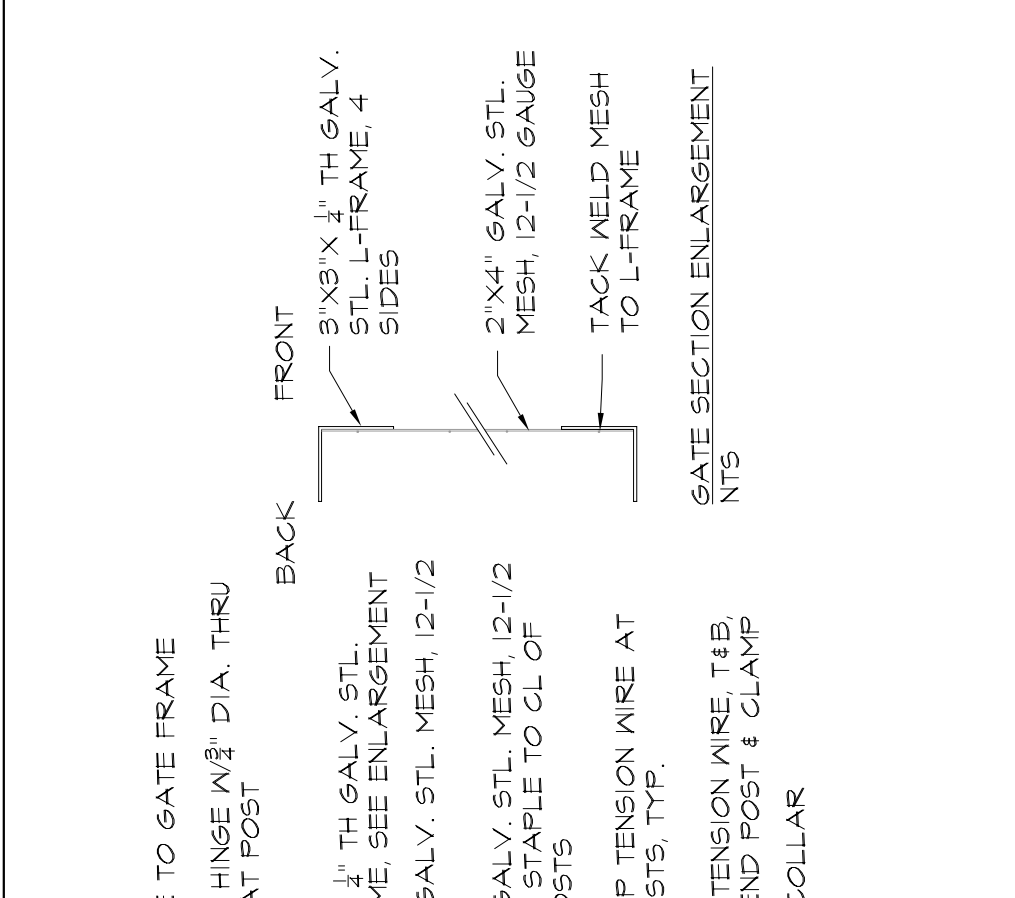 FRONT
3"X3"X 1/4" TH GALV.
STL. L-FRAME, 4
SIDES
2"X4" GALV. STL.
MESH, 12-1/2 GAUGE
TACK WELD MESH
TO L-FRAME
BACK
GATE SECTION ENLARGEMENT
NTS
TO GATE FRAME
HINGE W/3/4" DIA. THRU
AT POST
1/4" TH GALV. STL.
ME, SEE ENLARGEMENT
GALV. STL. MESH, 12-1/2
GALV. STL. MESH, 12-1/2
STAPLE TO CL OF
OSTS
P TENSION WIRE AT
STS, TYP.
TENSION WIRE, T&B,
END POST & CLAMP
COLLAR